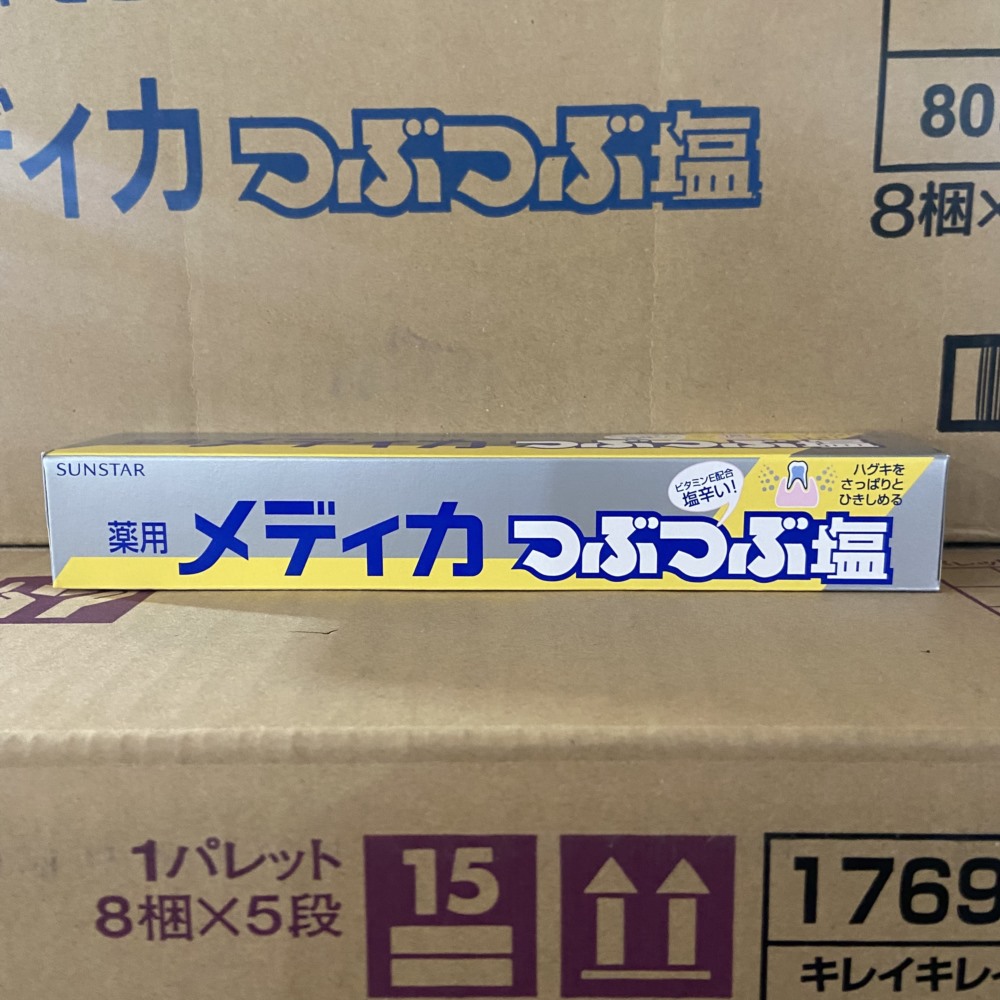 ディカ つぶつぶ塩
80
8梱×
SUNSTAR
薬用 メディカ つぶつぶ塩
ビタミンE配合
塩辛い!
ハグキを
さっぱりと
ひきしめる
1パレット
8梱×5段
15
1769
キレイキレイ